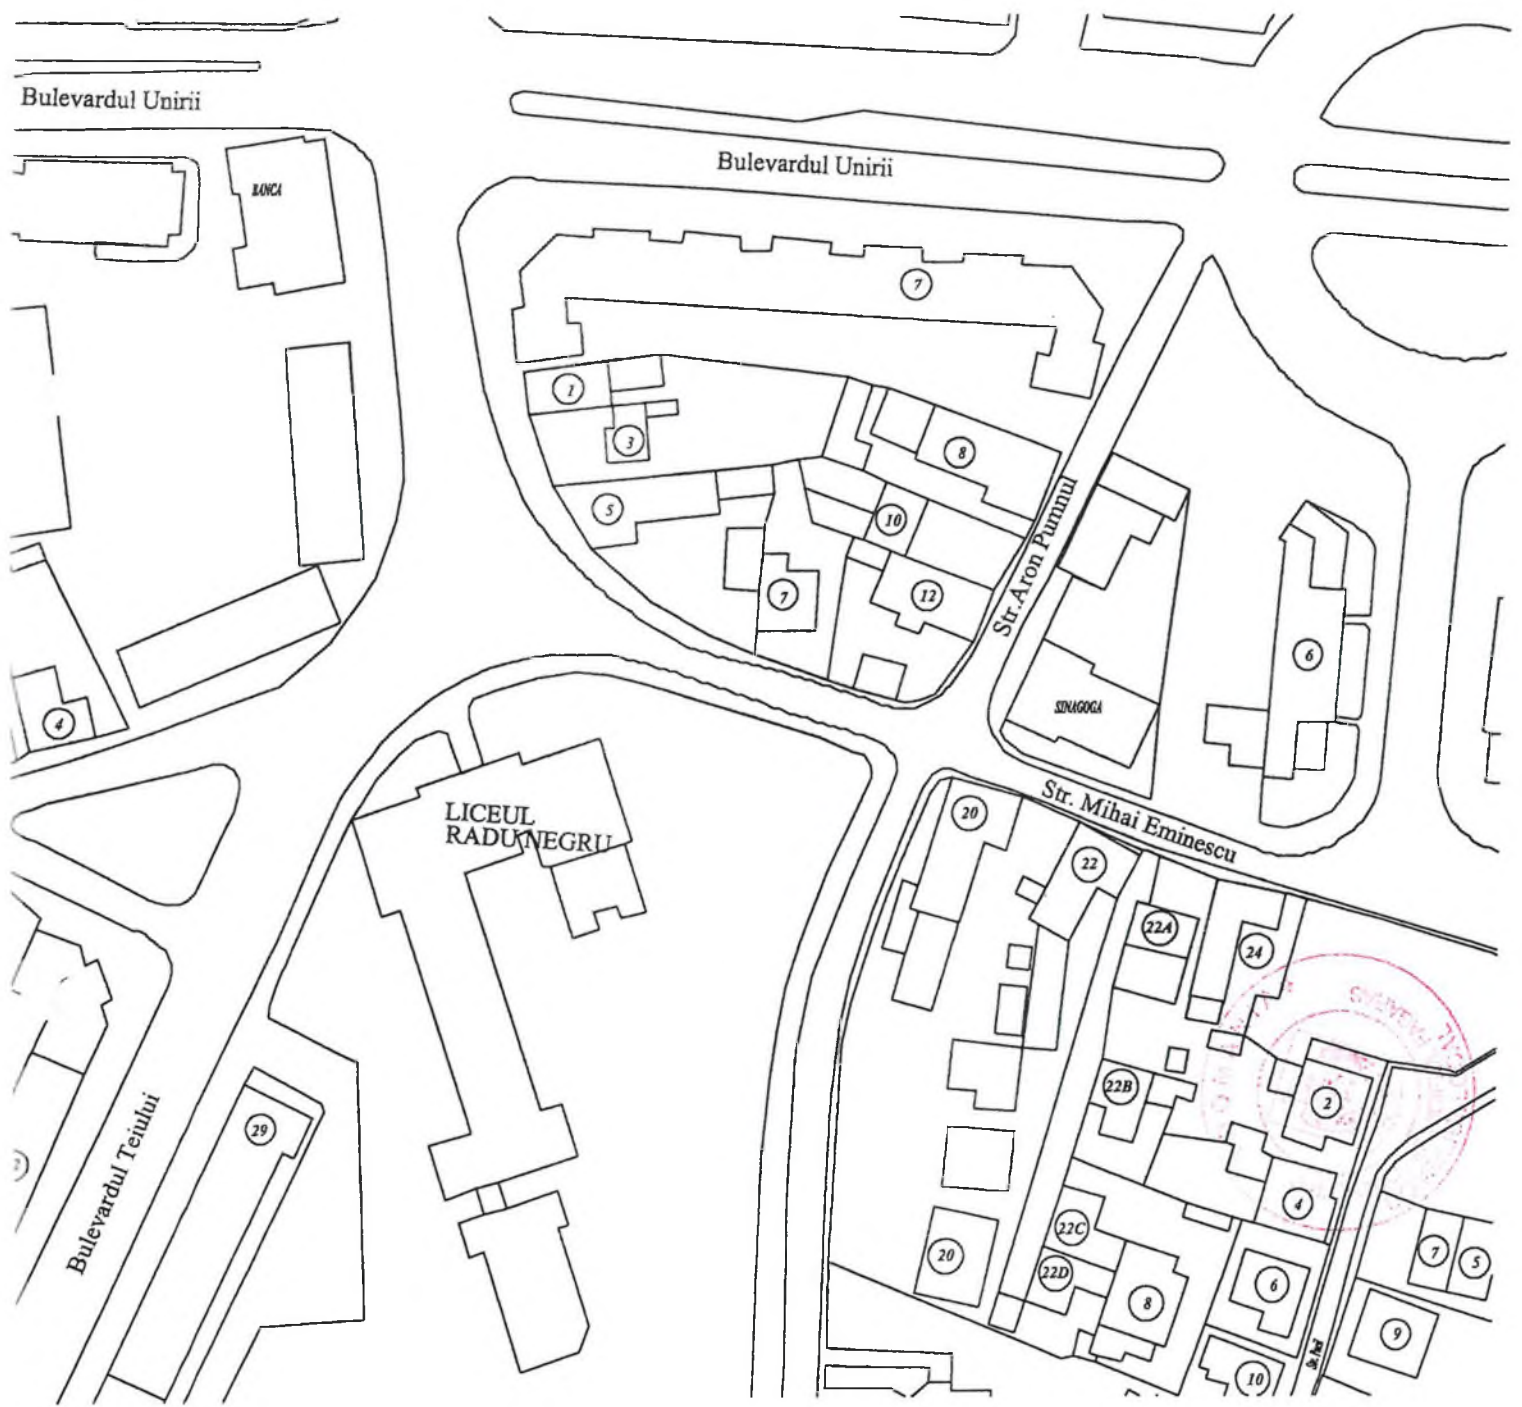 Bulevardul Unirii
Bulevardul Unirii
BANCA
7
1
3
8
5
10
7
12
Str. Aron Pumnul
6
4
SINAGOGA
LICEUL
RADU NEGRU
20
Str. Mihai Eminescu
22
22A
24
22B
2
29
Bulevardul Teiului
4
22C
20
22D
8
6
7
5
9
10